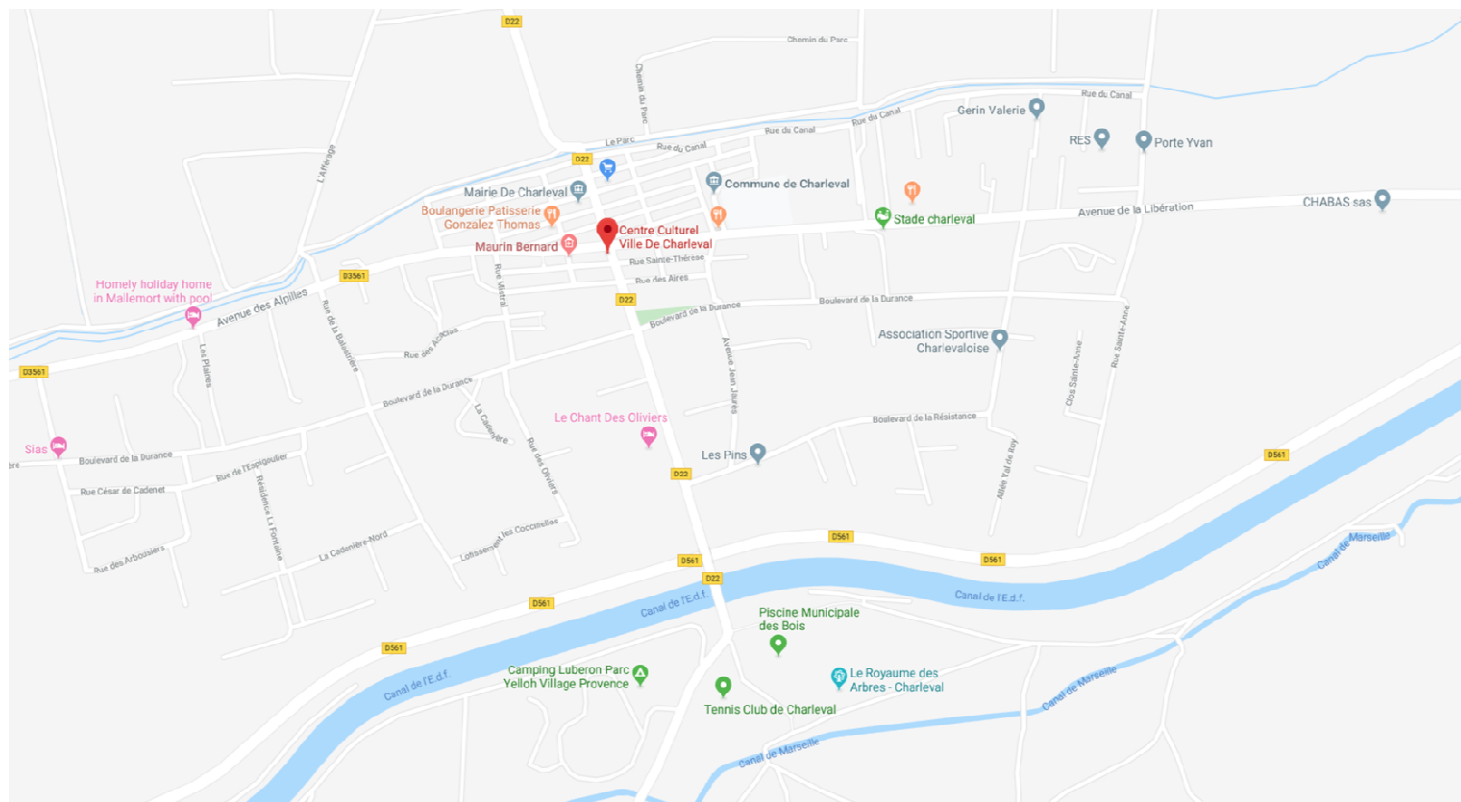 D22
Chemin du Parc
Chemin du Parc
Rue du Canal
Gerin Valerie
Rue du Canal
Rue du Canal
Le Parc
Rue du Canal
RES
Porte Yvan
D22
L'Afferage
Mairie De Charleval
Commune de Charleval
Boulangerie Patisserie
Gonzalez Thomas
CHABAS sas
Avenue de la Libération
Stade charleval
Centre Culturel
Ville De Charleval
Maurin Bernard
Rue Sainte-Thérèse
Rue des Aires
D3561
Rue Mistral
Homely holiday home
in Mallemort with pool
Avenue des Alpilles
D22
Boulevard de la Durance
Boulevard de la Durance
Rue de la Balastrière
Rue des Acacias
Les Plaires
Association Sportive
Charlevaloise
Rue Sainte-Anne
Clos Sainte-Anne
D3561
Avenue Jean Jaurès
Boulevard de la Durance
La Cadenière
Le Chant Des Oliviers
Boulevard de la Résistance
Sias
ère
Boulevard de la Durance
Rue de l'Espigoulier
Rue des Oliviers
Les Pins
D561
D22
Allée Val de Roy
Rue César de Cadenet
Résidence La Fontaine
Lotissement les Coccinelles
La Cadenière-Nord
Rue des Arbousiers
D561
Canal de Marseille
D561
D561
D22
D561
Canal de l'E.d.f.
Canal de l'E.d.f.
Piscine Municipale
des Bois
D561
Camping Luberon Parc
Yelloh Village Provence
Canal de l'E.d.f.
Le Royaume des
Arbres - Charleval
Canal de Marseille
Tennis Club de Charleval
Canal de Marseille